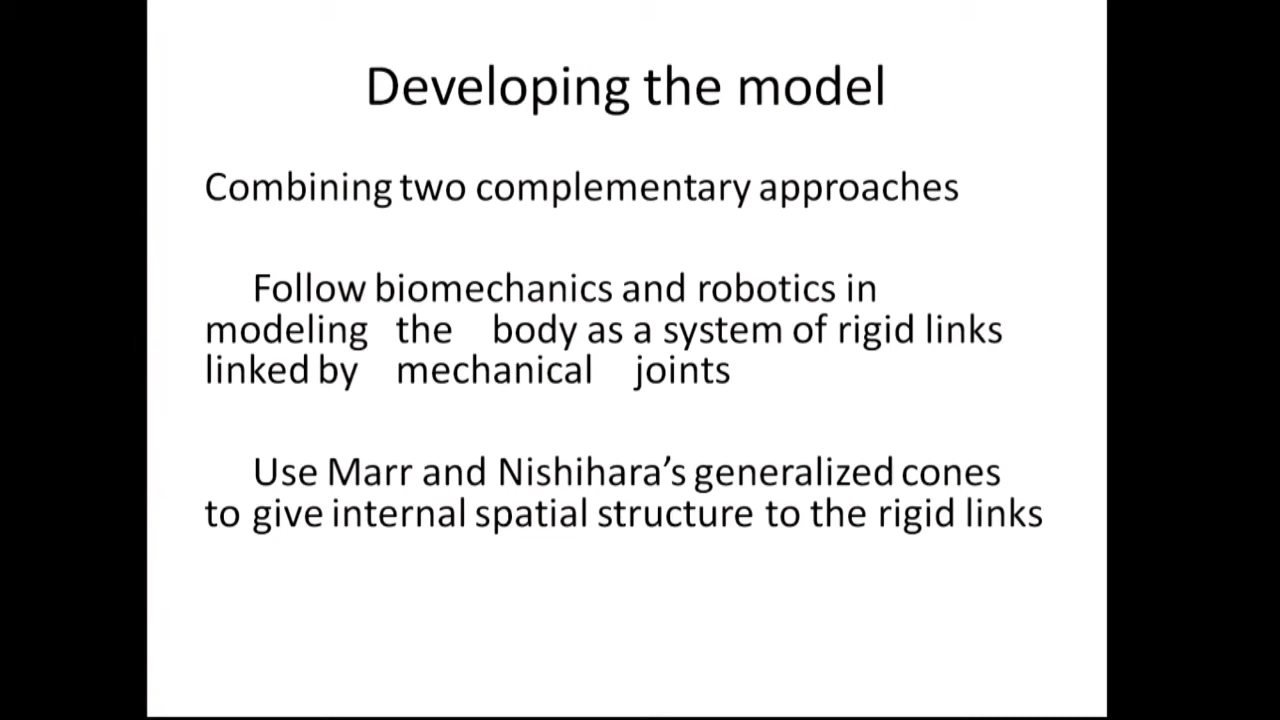 Developing the model
Combining two complementary approaches
Follow biomechanics and robotics in
modeling the body as a system of rigid links
linked by mechanical joints
Use Marr and Nishihara’s generalized cones
to give internal spatial structure to the rigid links